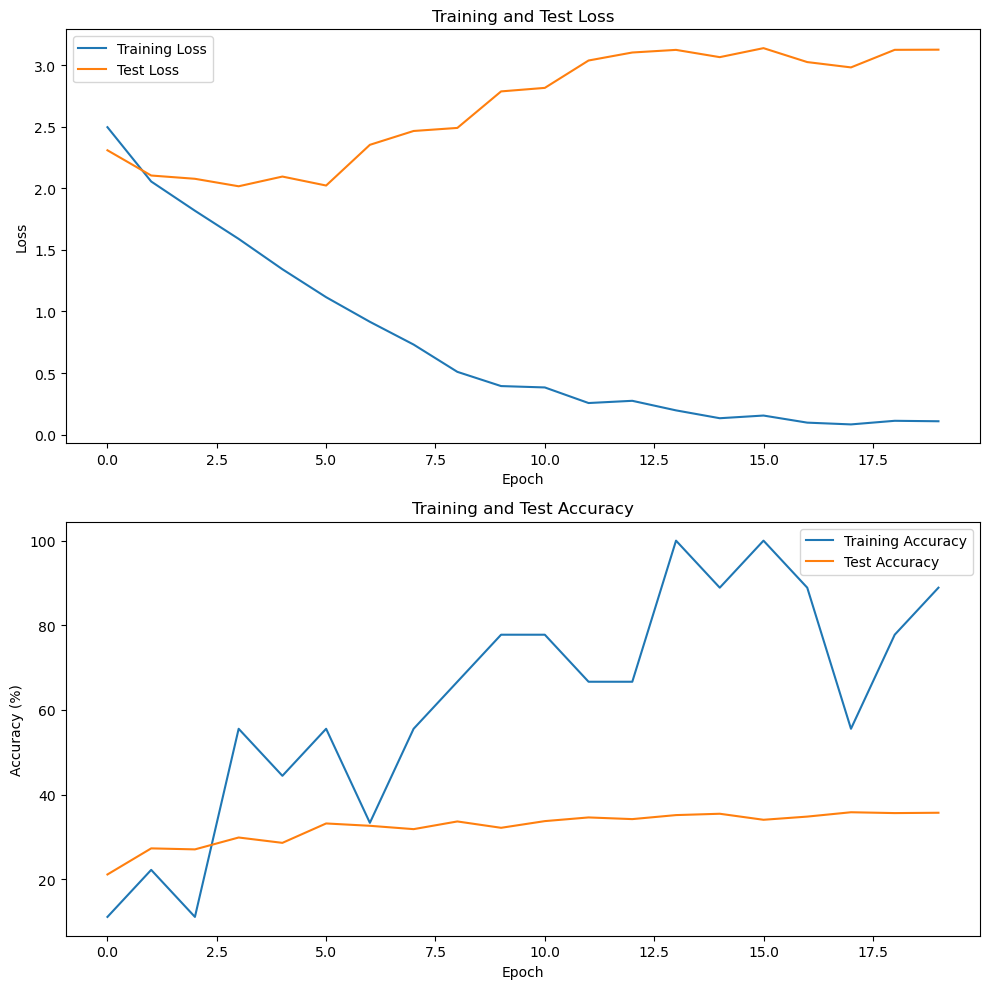 Training and Test Loss
Training Loss
Test Loss
3.0
2.5
2.0
1.5
1.0
0.5
0.0
Loss
0.0 2.5 5.0 7.5 10.0 12.5 15.0 17.5
Epoch
Training and Test Accuracy
Training Accuracy
Test Accuracy
100
80
60
40
20
Accuracy (%)
0.0 2.5 5.0 7.5 10.0 12.5 15.0 17.5
Epoch